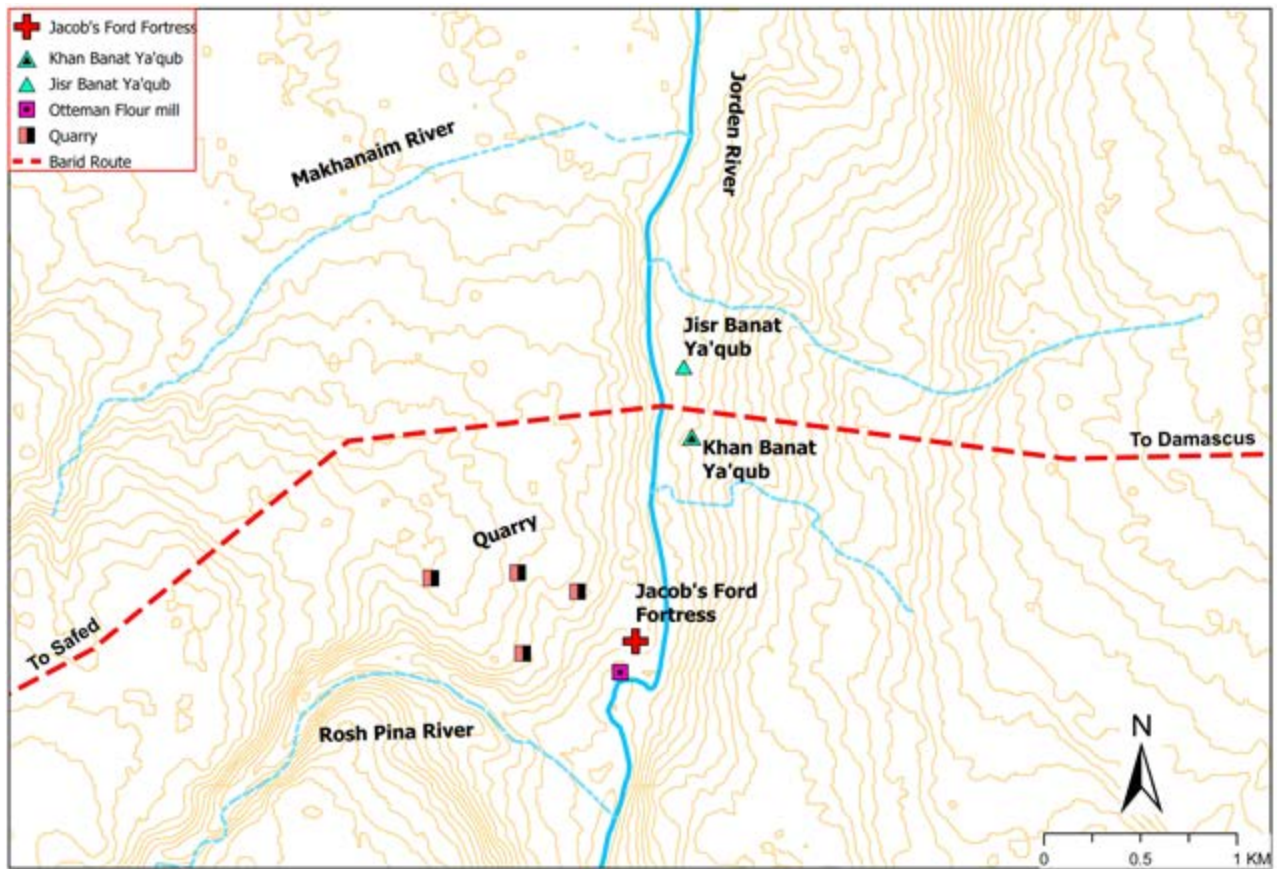 Jacob's Ford Fortress
Khan Banat Ya'qub
Jisr Banat Ya'qub
Otteman Flour mill
Quarry
Barid Route
Makhanaim River
Jorden River
Jisr Banat
Ya'qub
To Damascus
Khan Banat
Ya'qub
Quarry
Jacob's Ford
Fortress
To Safed
Rosh Pina River
N
0 0.5 1 KM